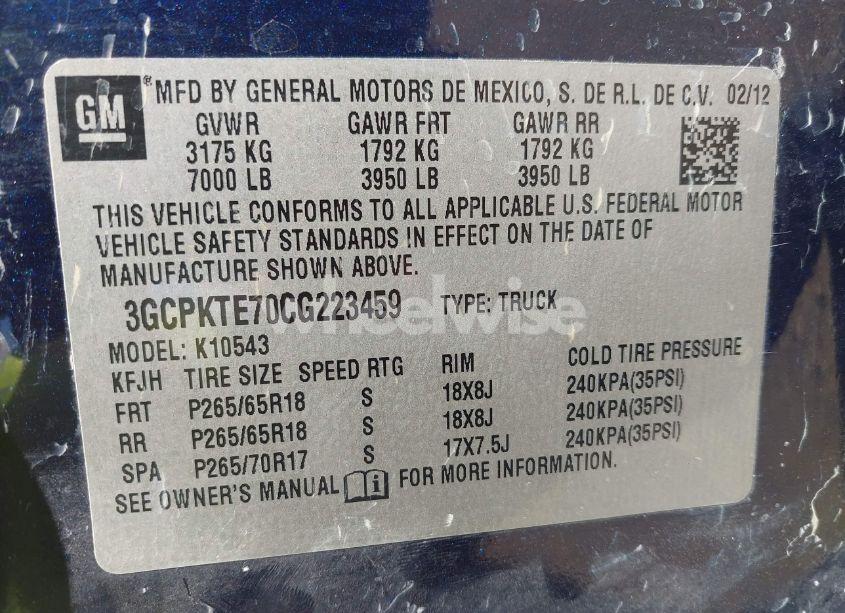 GM ® MFD BY GENERAL MOTORS DE MEXICO, S. DE R.L. DE C.V. 02/12
GVWR GAWR FRT GAWR RR
3175 KG 1792 KG 1792 KG
7000 LB 3950 LB 3950 LB
THIS VEHICLE CONFORMS TO ALL APPLICABLE U.S. FEDERAL MOTOR
VEHICLE SAFETY STANDARDS IN EFFECT ON THE DATE OF
MANUFACTURE SHOWN ABOVE.
3GCPKTE70CG223459 TYPE: TRUCK
wheelwise
MODEL: K10543
KFJH TIRE SIZE SPEED RTG RIM COLD TIRE PRESSURE
FRT P265/65R18 S 18X8J 240KPA(35PSI)
RR P265/65R18 S 18X8J 240KPA(35PSI)
SPA P265/70R17 S 17X7.5J 240KPA(35PSI)
SEE OWNER'S MANUAL i FOR MORE INFORMATION.